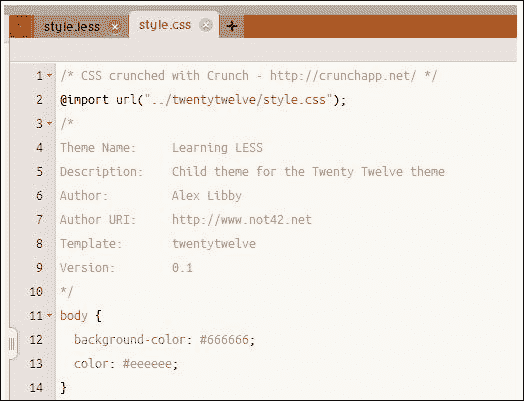 style.less x style.css x +
1 /* CSS crunched with Crunch - http://crunchapp.net/ */
2 @import url("../twentytwelve/style.css");
3 /*
4 Theme Name: Learning LESS
5 Description: Child theme for the Twenty Twelve theme
6 Author: Alex Libby
7 Author URI: http://www.not42.net
8 Template: twentytwelve
9 Version: 0.1
10 */
11 body {
12 background-color: #666666;
13 color: #eeeeee;
14 }